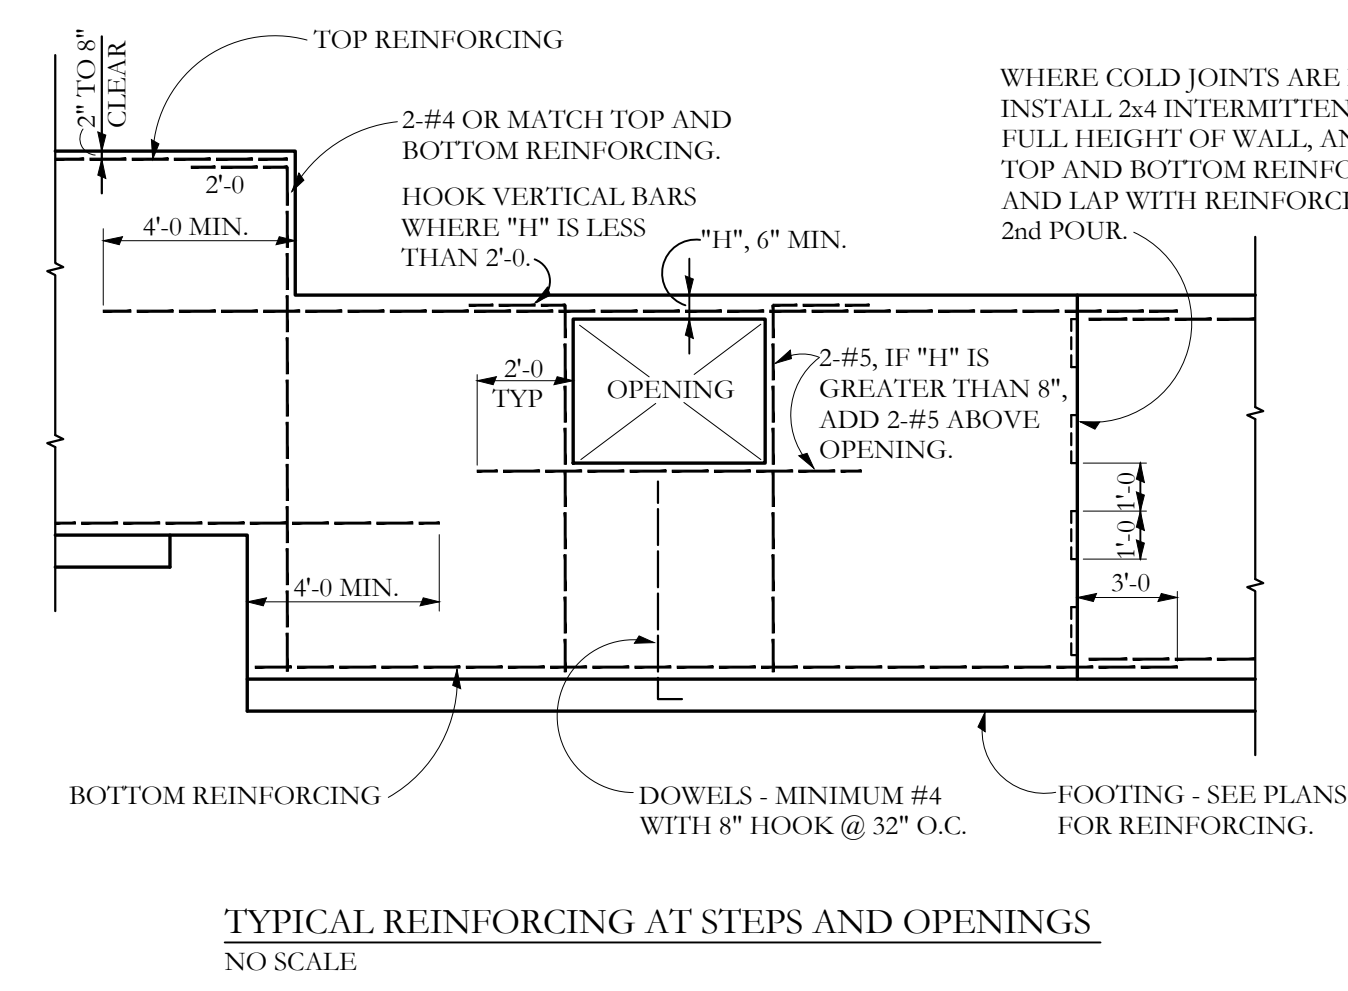 2" TO 8"
CLEAR
TOP REINFORCING
2-#4 OR MATCH TOP AND
BOTTOM REINFORCING.
HOOK VERTICAL BARS
WHERE "H" IS LESS
THAN 2'-0.
"H", 6" MIN.
WHERE COLD JOINTS ARE
INSTALL 2x4 INTERMITTEN
FULL HEIGHT OF WALL, AN
TOP AND BOTTOM REINFO
AND LAP WITH REINFORCI
2nd POUR.
2'-0
4'-0 MIN.
2'-0
TYP
OPENING
2-#5, IF "H" IS
GREATER THAN 8",
ADD 2-#5 ABOVE
OPENING.
1'-0
1'-0
3'-0
4'-0 MIN.
BOTTOM REINFORCING
DOWELS - MINIMUM #4
WITH 8" HOOK @ 32" O.C.
FOOTING - SEE PLANS
FOR REINFORCING.
TYPICAL REINFORCING AT STEPS AND OPENINGS
NO SCALE